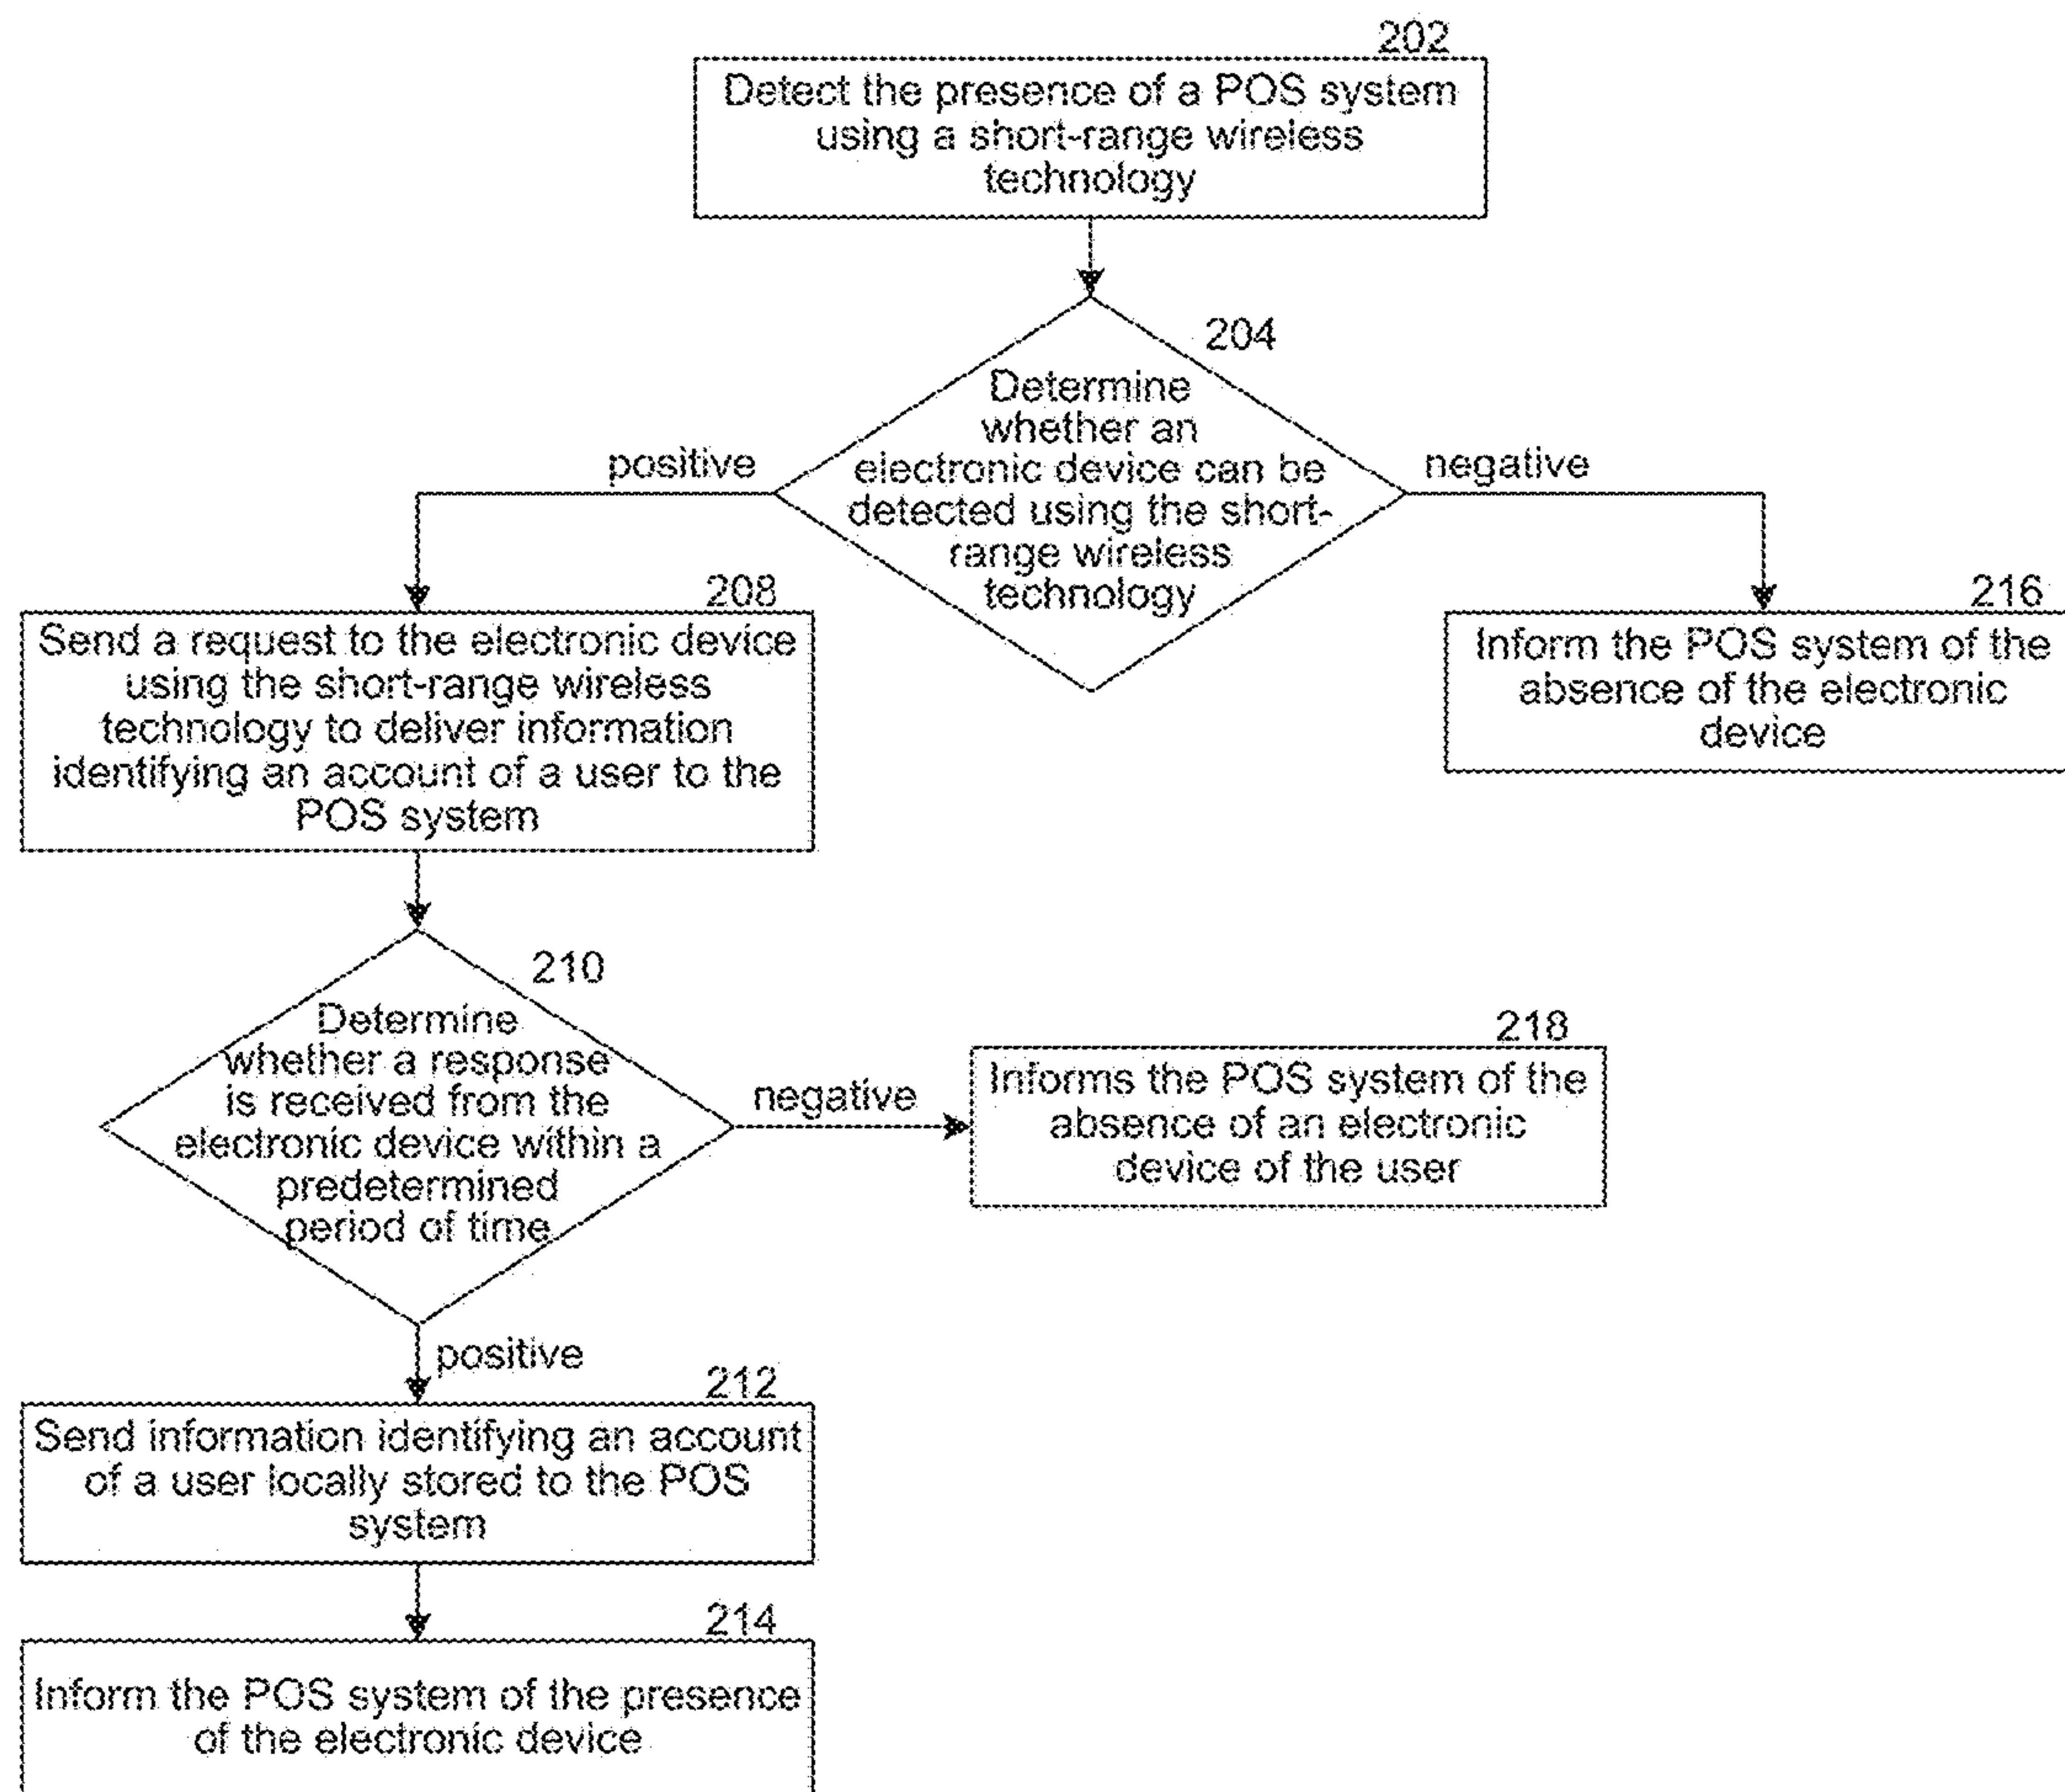 202
Detect the presence of a POS system
using a short-range wireless
technology
204
Determine
whether an
electronic device can be
detected using the short-
range wireless
technology
positive
negative
208
Send a request to the electronic device
using the short-range wireless
technology to deliver information
identifying an account of a user to the
POS system
216
Inform the POS system of the
absence of the electronic
device
210
Determine
whether a response
is received from the
electronic device within a
predetermined
period of time
negative
218
Informs the POS system of the
absence of an electronic
device of the user
positive
212
Send information identifying an account
of a user locally stored to the POS
system
214
Inform the POS system of the presence
of the electronic device